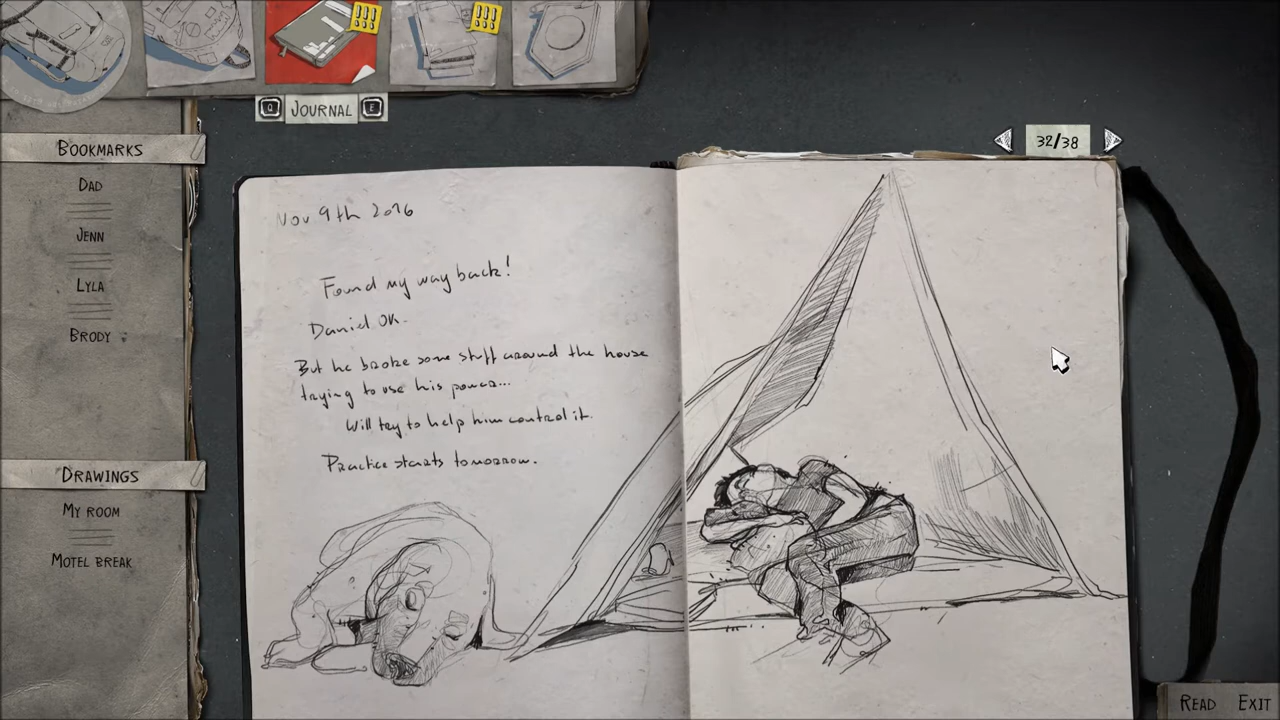 JOURNAL
Q
E
BOOKMARKS
DAD
JENN
LYLA
BRODY
DRAWINGS
MY ROOM
MOTEL BREAK
32/38
Nov 9th 2016
Found my way back!
Daniel OK.
But he broke some stuff around the house
trying to use his power...
Will try to help him control it.
Practice starts tomorrow.
READ
EXIT